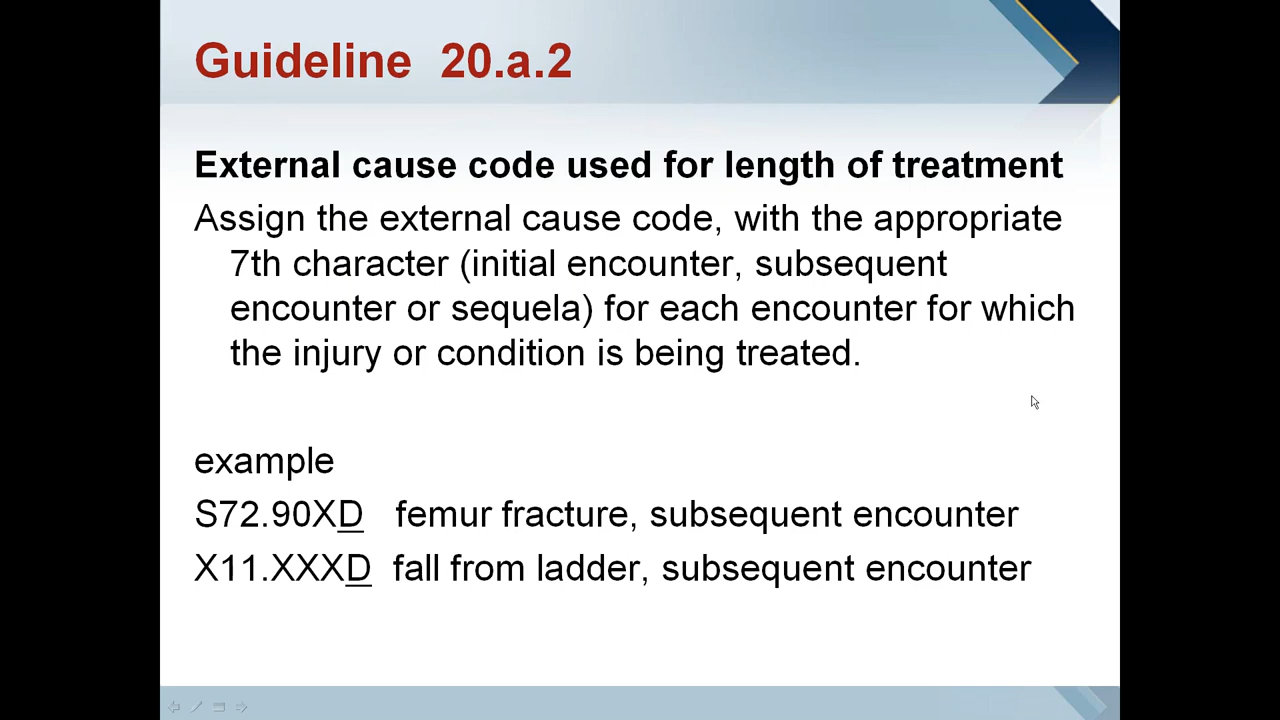 Guideline 20.a.2
External cause code used for length of treatment
Assign the external cause code, with the appropriate
7th character (initial encounter, subsequent
encounter or sequela) for each encounter for which
the injury or condition is being treated.
example
S72.90XD femur fracture, subsequent encounter
X11.XXXD fall from ladder, subsequent encounter